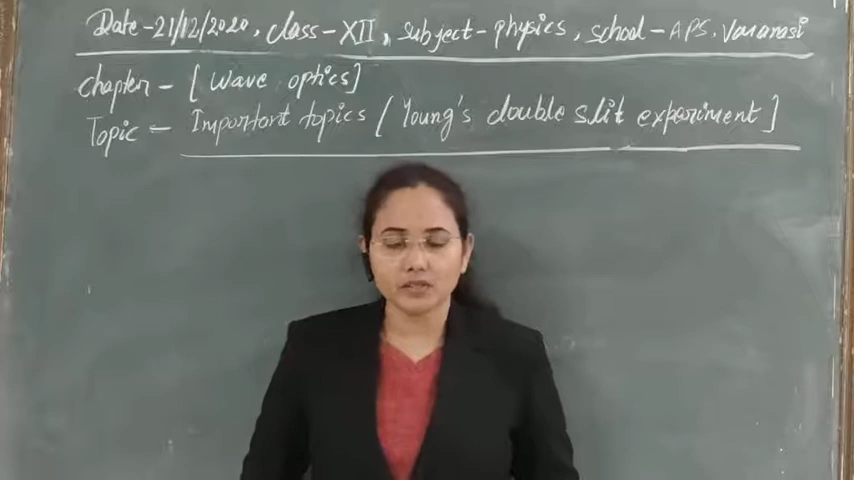 Date-21/12/2020, Class-XII, Subject-physics, School-APS, Varanasi
Chapter - [Wave optics]
Topic - Important topics [Young's double slit experiment]